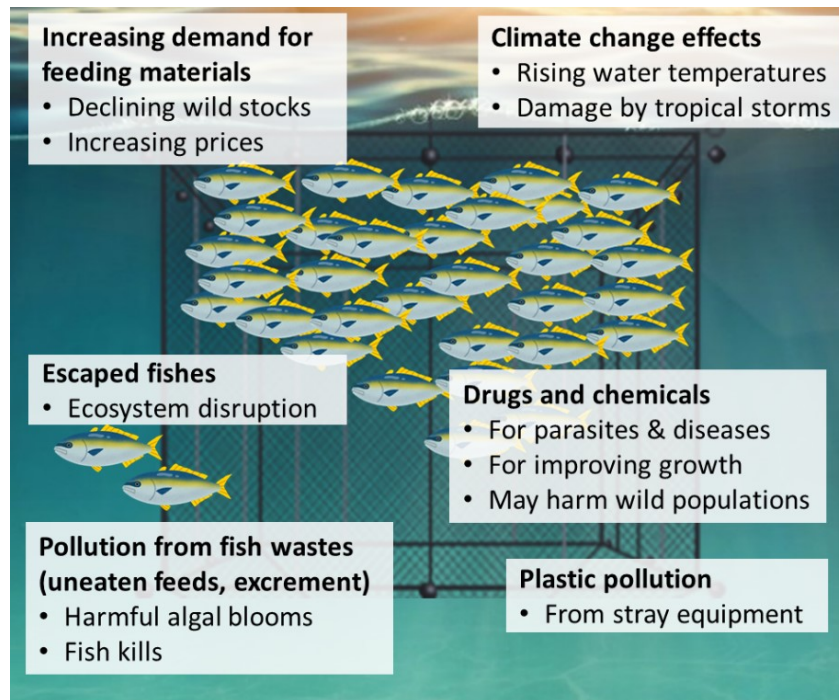 Increasing demand for
feeding materials
• Declining wild stocks
• Increasing prices
Climate change effects
• Rising water temperatures
• Damage by tropical storms
Escaped fishes
• Ecosystem disruption
Drugs and chemicals
• For parasites & diseases
• For improving growth
• May harm wild populations
Pollution from fish wastes
(uneaten feeds, excrement)
• Harmful algal blooms
• Fish kills
Plastic pollution
• From stray equipment